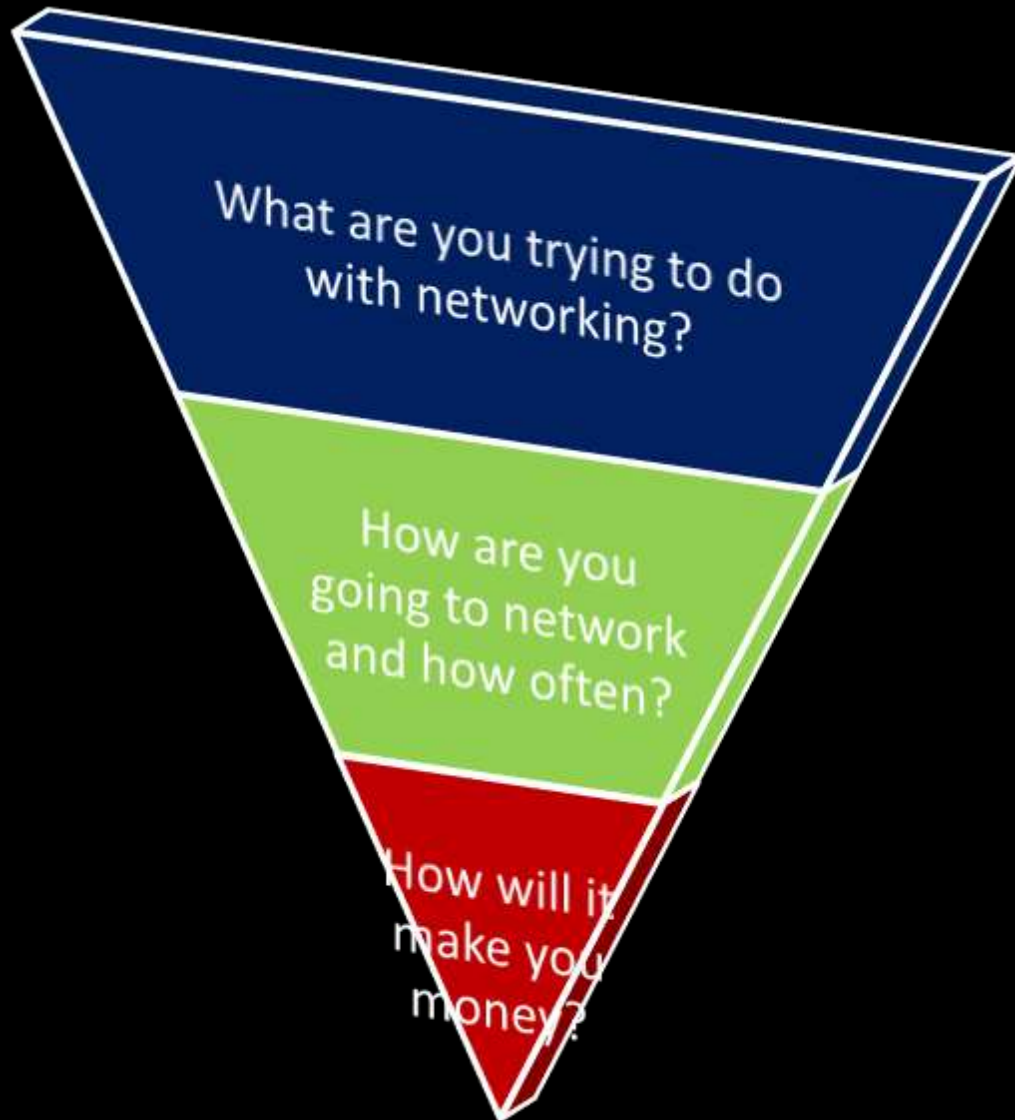 What are you trying to do
with networking?
How are you
going to network
and how often?
How will it
make you
money?